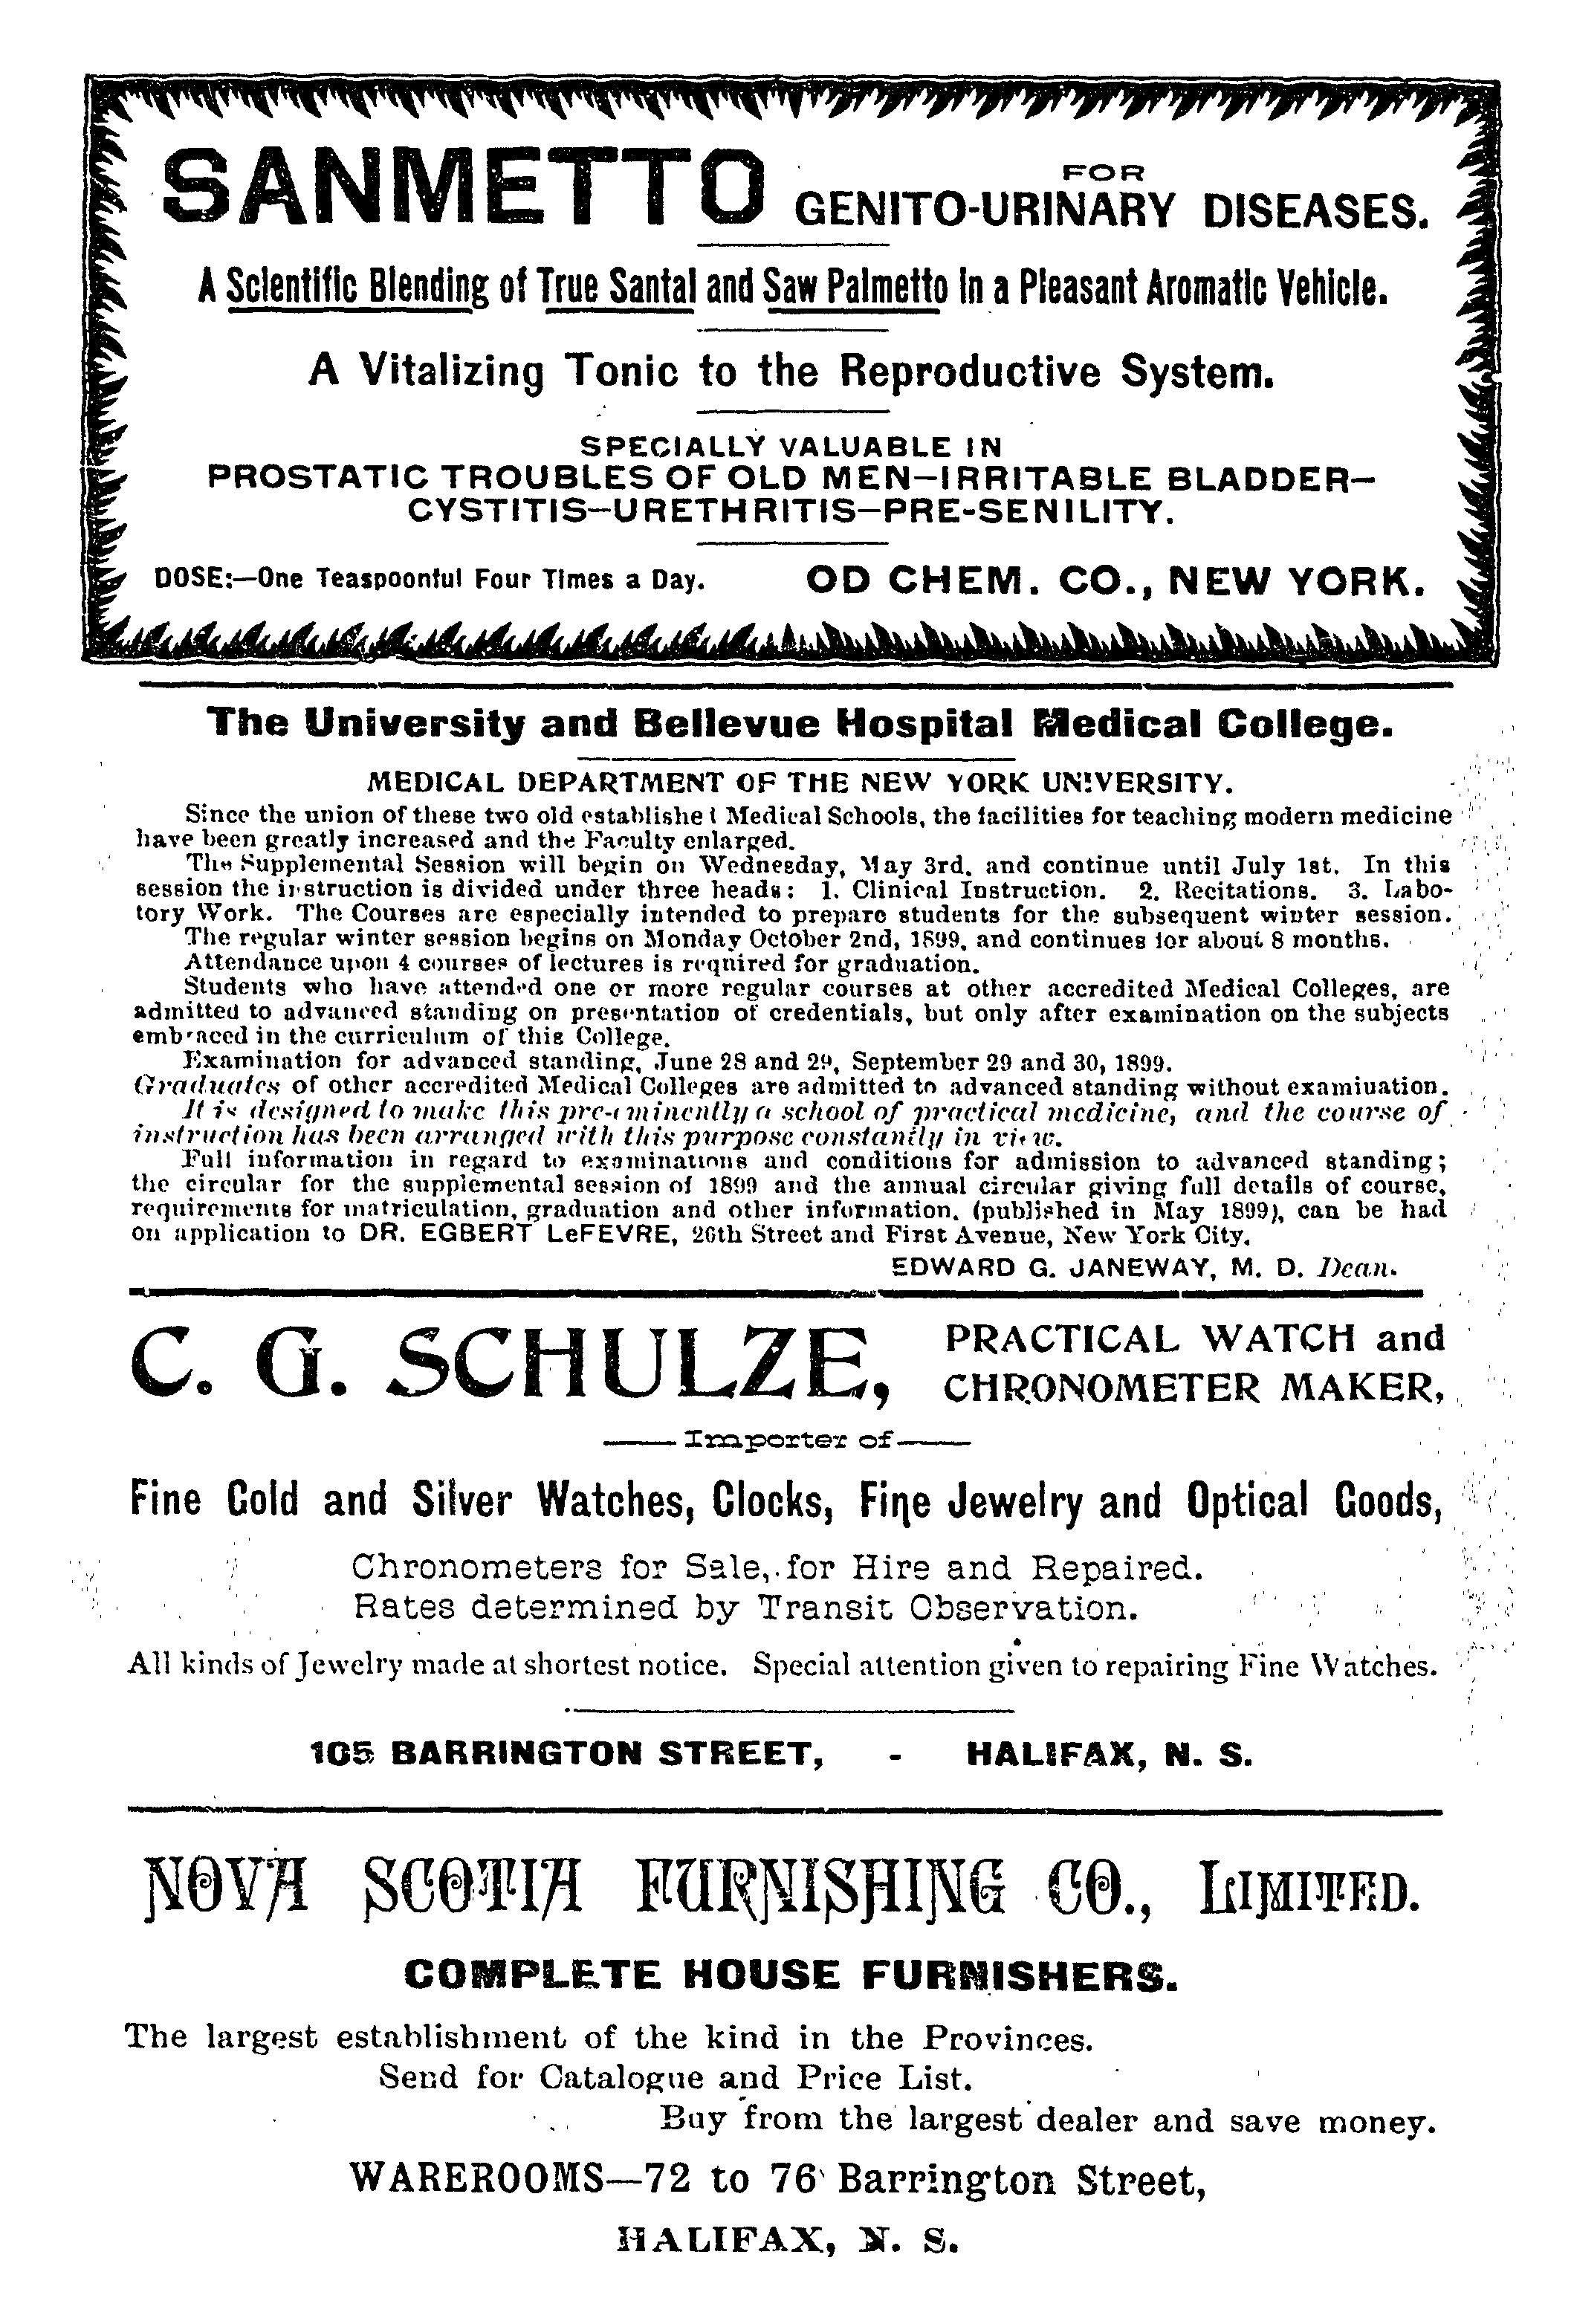 SANMETTO FOR
GENITO-URINARY DISEASES.
A Scientific Blending of True Santal and Saw Palmetto in a Pleasant Aromatic Vehicle.
A Vitalizing Tonic to the Reproductive System.
SPECIALLY VALUABLE IN
PROSTATIC TROUBLES OF OLD MEN—IRRITABLE BLADDER—
CYSTITIS—URETHRITIS—PRE-SENILITY.
DOSE:—One Teaspoonful Four Times a Day. OD CHEM. CO., NEW YORK.
The University and Bellevue Hospital Medical College.
MEDICAL DEPARTMENT OF THE NEW YORK UNIVERSITY.
Since the union of these two old established Medical Schools, the facilities for teaching modern medicine
have been greatly increased and the Faculty enlarged.
The Supplemental Session will begin on Wednesday, May 3rd. and continue until July 1st. In this
session the instruction is divided under three heads: 1. Clinical Instruction. 2. Recitations. 3. Labo-
tory Work. The Courses are especially intended to prepare students for the subsequent winter session.
The regular winter session begins on Monday October 2nd, 1899, and continues for about 8 months.
Attendance upon 4 courses of lectures is required for graduation.
Students who have attended one or more regular courses at other accredited Medical Colleges, are
admitted to advanced standing on presentation of credentials, but only after examination on the subjects
embraced in the curriculum of this College.
Examination for advanced standing, June 28 and 29, September 29 and 30, 1899.
Graduates of other accredited Medical Colleges are admitted to advanced standing without examination.
It is designed to make this pre-eminently a school of practical medicine, and the course of
instruction has been arranged with this purpose constantly in view.
Full information in regard to examinations and conditions for admission to advanced standing;
the circular for the supplemental session of 1899 and the annual circular giving full details of course,
requirements for matriculation, graduation and other information, (published in May 1899), can be had
on application to DR. EGBERT LeFEVRE, 26th Street and First Avenue, New York City.
EDWARD G. JANEWAY, M. D. Dean.
C. G. SCHULZE, PRACTICAL WATCH and
CHRONOMETER MAKER,
—Importer of—
Fine Gold and Silver Watches, Clocks, Fine Jewelry and Optical Goods,
Chronometers for Sale, for Hire and Repaired.
Rates determined by Transit Observation.
All kinds of Jewelry made at shortest notice. Special attention given to repairing Fine Watches.
105 BARRINGTON STREET, - HALIFAX, N. S.
NOVA SCOTIA FURNISHING CO., LIMITED.
COMPLETE HOUSE FURNISHERS.
The largest establishment of the kind in the Provinces.
Send for Catalogue and Price List.
Buy from the largest dealer and save money.
WAREROOMS—72 to 76 Barrington Street,
HALIFAX, N. S.